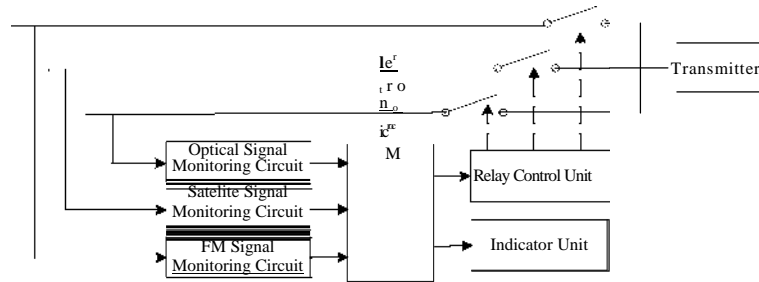 Transmitter
Optical Signal
Monitoring Circuit
Satelite Signal
Monitoring Circuit
FM Signal
Monitoring Circuit
M
Relay Control Unit
Indicator Unit